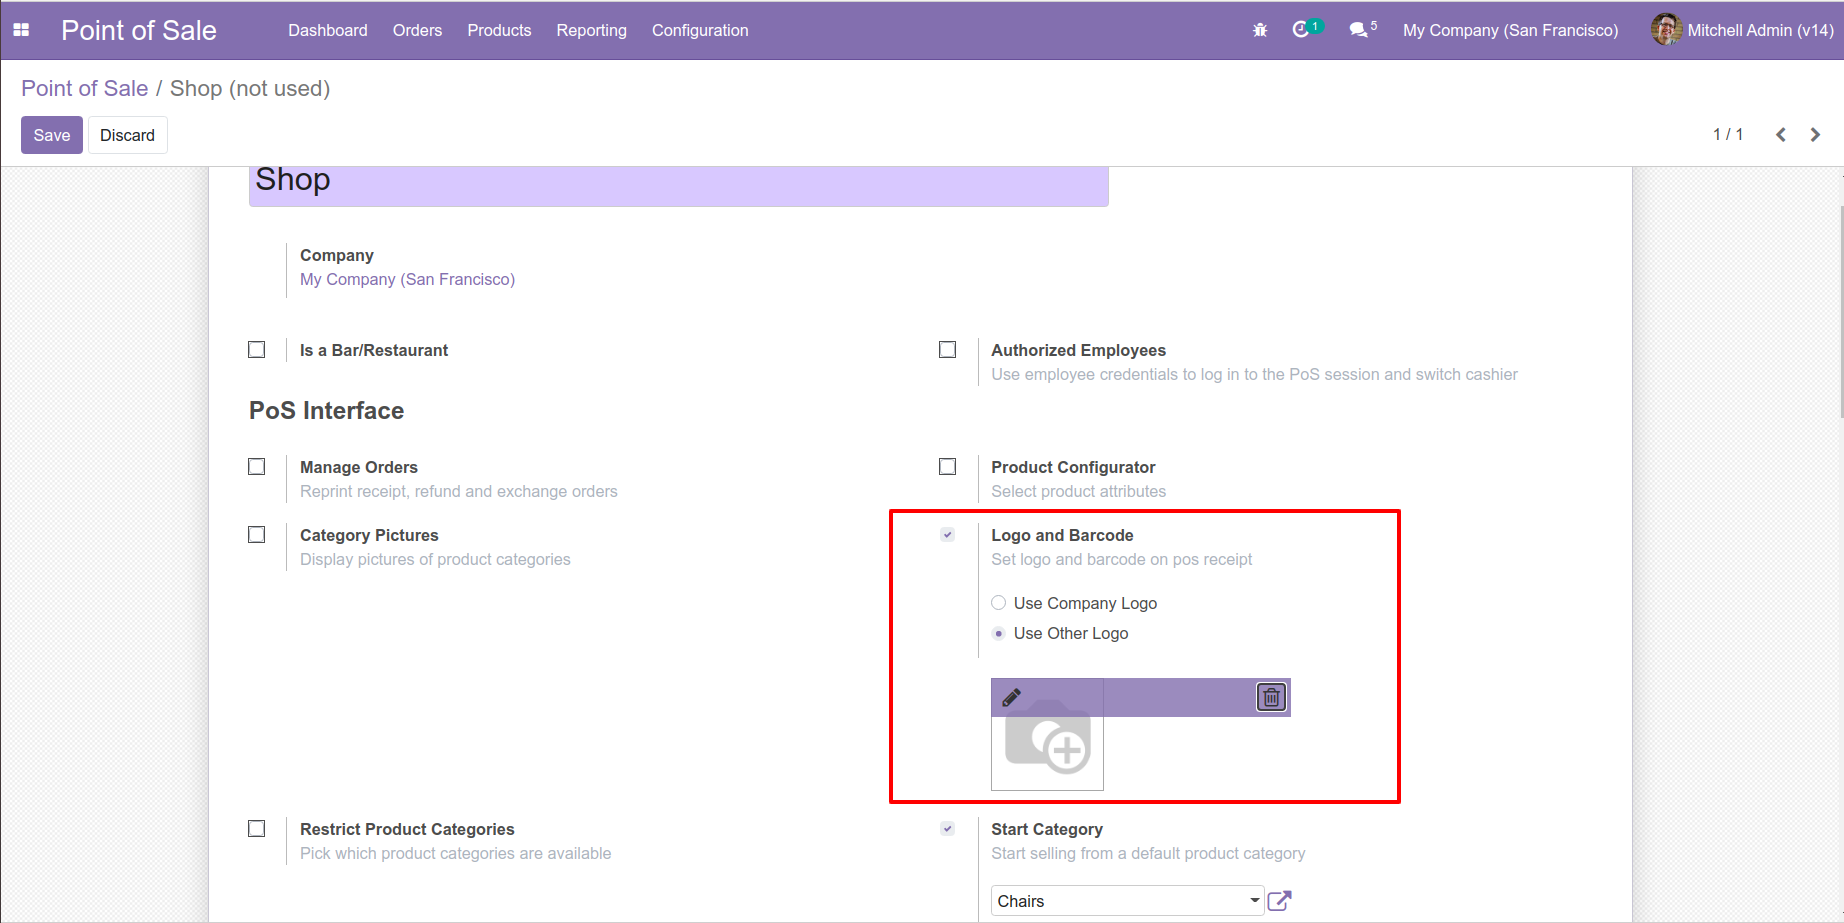 Point of Sale Dashboard Orders Products Reporting Configuration 1 5 My Company (San Francisco) Mitchell Admin (v14)
Point of Sale / Shop (not used)
Save Discard 1 / 1
Shop
Company
My Company (San Francisco)
Is a Bar/Restaurant
Authorized Employees
Use employee credentials to log in to the PoS session and switch cashier
PoS Interface
Manage Orders
Reprint receipt, refund and exchange orders
Product Configurator
Select product attributes
Category Pictures
Display pictures of product categories
Logo and Barcode
Set logo and barcode on pos receipt
Use Company Logo
Use Other Logo
Restrict Product Categories
Pick which product categories are available
Start Category
Start selling from a default product category
Chairs